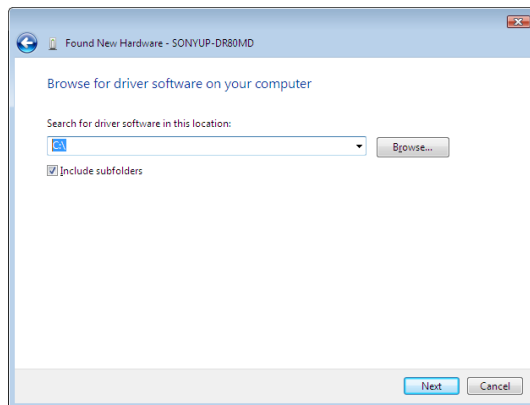 Found New Hardware - SONYUP-DR80MD
Browse for driver software on your computer
Search for driver software in this location:
C:\
Browse...
Include subfolders
Next
Cancel